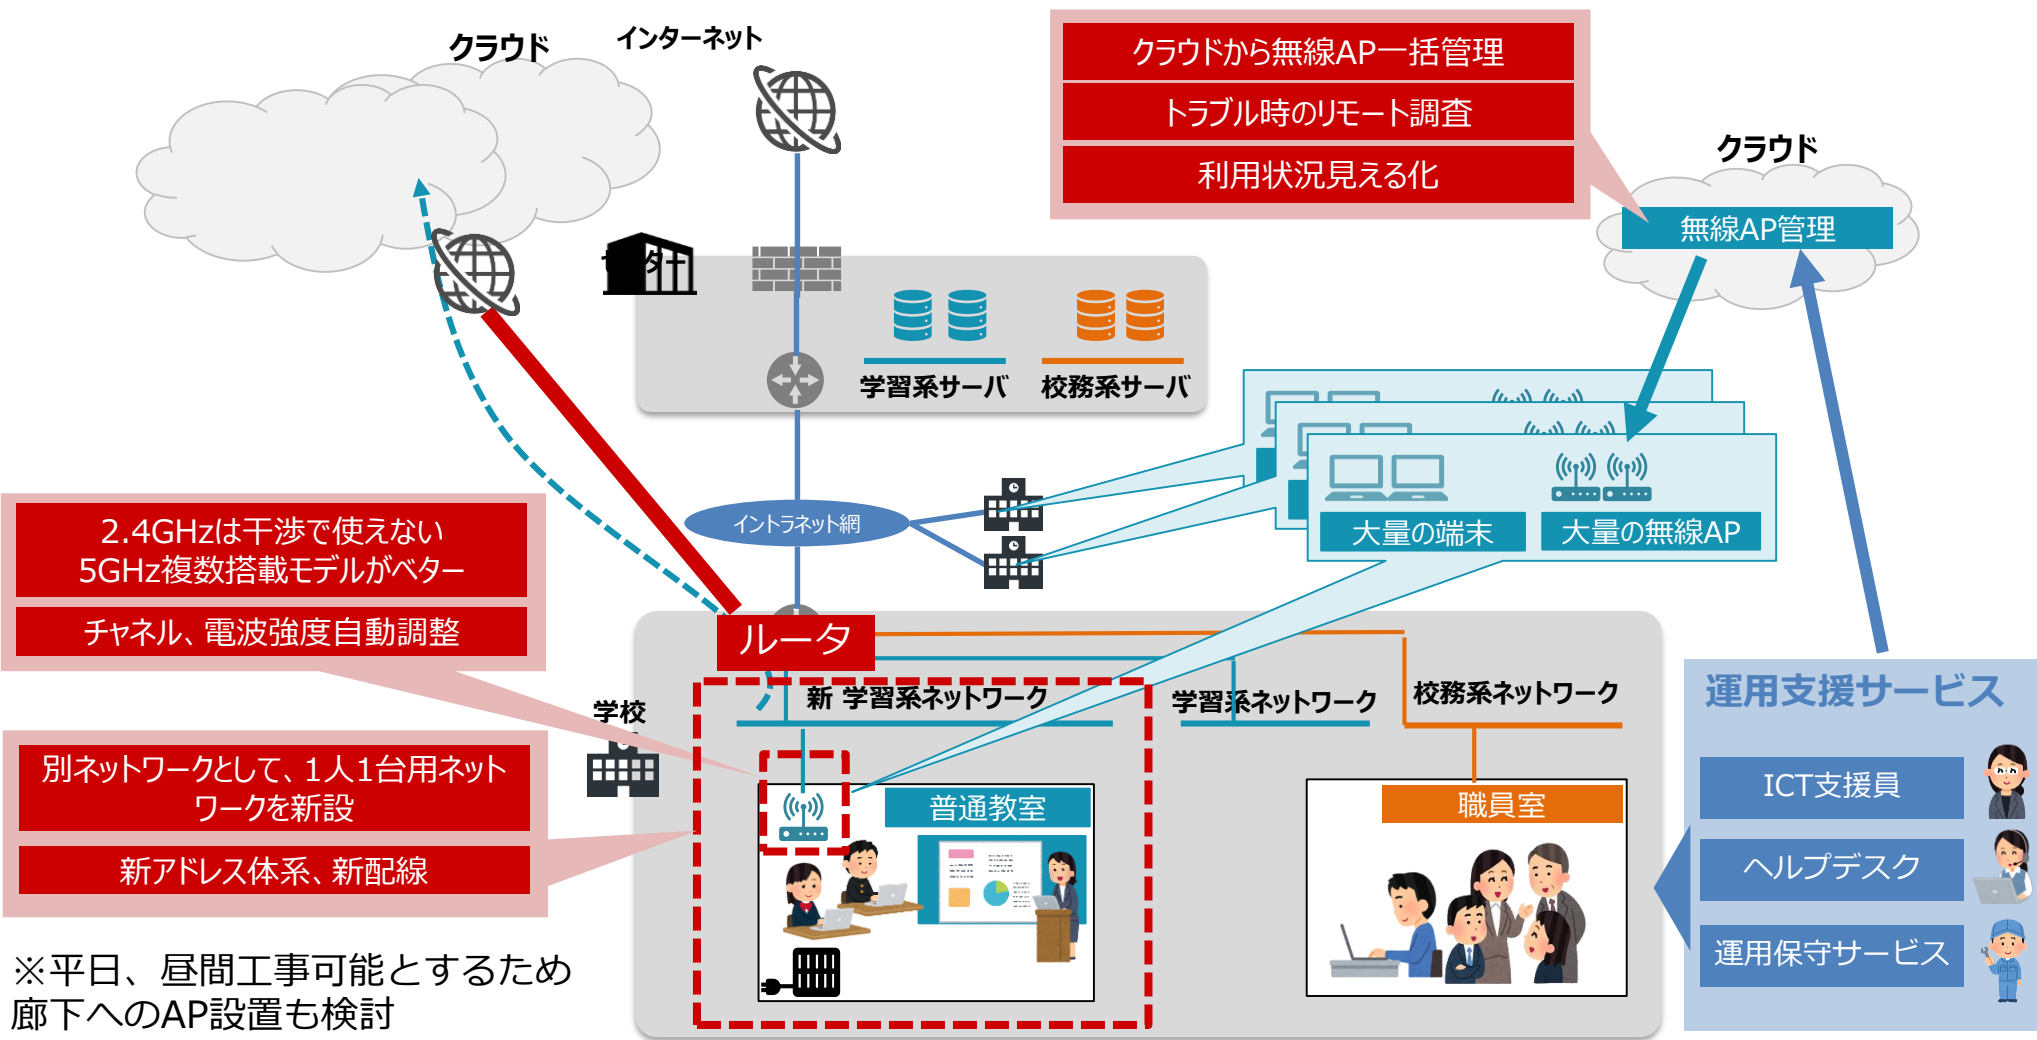 クラウド
インターネット
クラウドから無線AP一括管理
トラブル時のリモート調査
利用状況見える化
クラウド
無線AP管理
センター
学習系サーバ
校務系サーバ
イントラネット網
大量の端末
大量の無線AP
2.4GHzは干渉で使えない
5GHz複数搭載モデルがベター
チャネル、電波強度自動調整
ルータ
新 学習系ネットワーク
学習系ネットワーク
校務系ネットワーク
学校
別ネットワークとして、1人1台用ネット
ワークを新設
新アドレス体系、新配線
普通教室
職員室
運用支援サービス
ICT支援員
ヘルプデスク
運用保守サービス
※平日、昼間工事可能とするため
廊下へのAP設置も検討